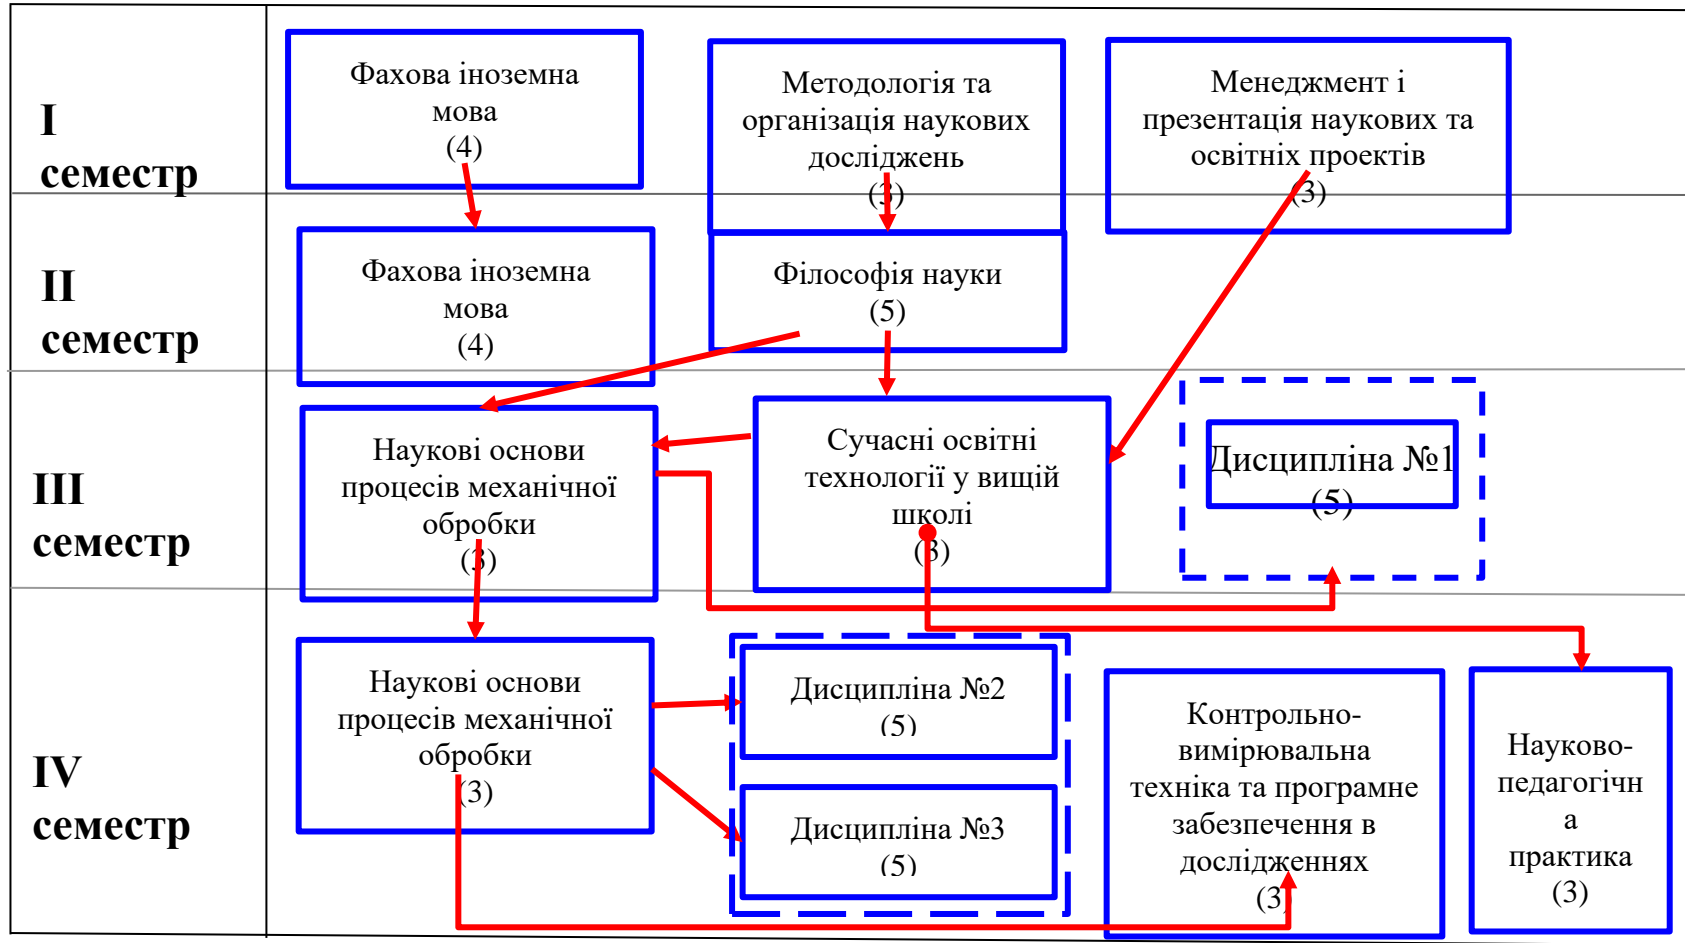 I
семестр
Фахова іноземна
мова
(4)
Методологія та
організація наукових
досліджень
(3)
Менеджмент і
презентація наукових та
освітніх проектів
(3)
II
семестр
Фахова іноземна
мова
(4)
Філософія науки
(5)
III
семестр
Наукові основи
процесів механічної
обробки
(3)
Сучасні освітні
технології у вищій
школі
(3)
Дисципліна №1
(5)
IV
семестр
Наукові основи
процесів механічної
обробки
(3)
Дисципліна №2
(5)
Дисципліна №3
(5)
Контрольно-
вимірювальна
техніка та програмне
забезпечення в
дослідженнях
(3)
Науково-
педагогічн
а
практика
(3)